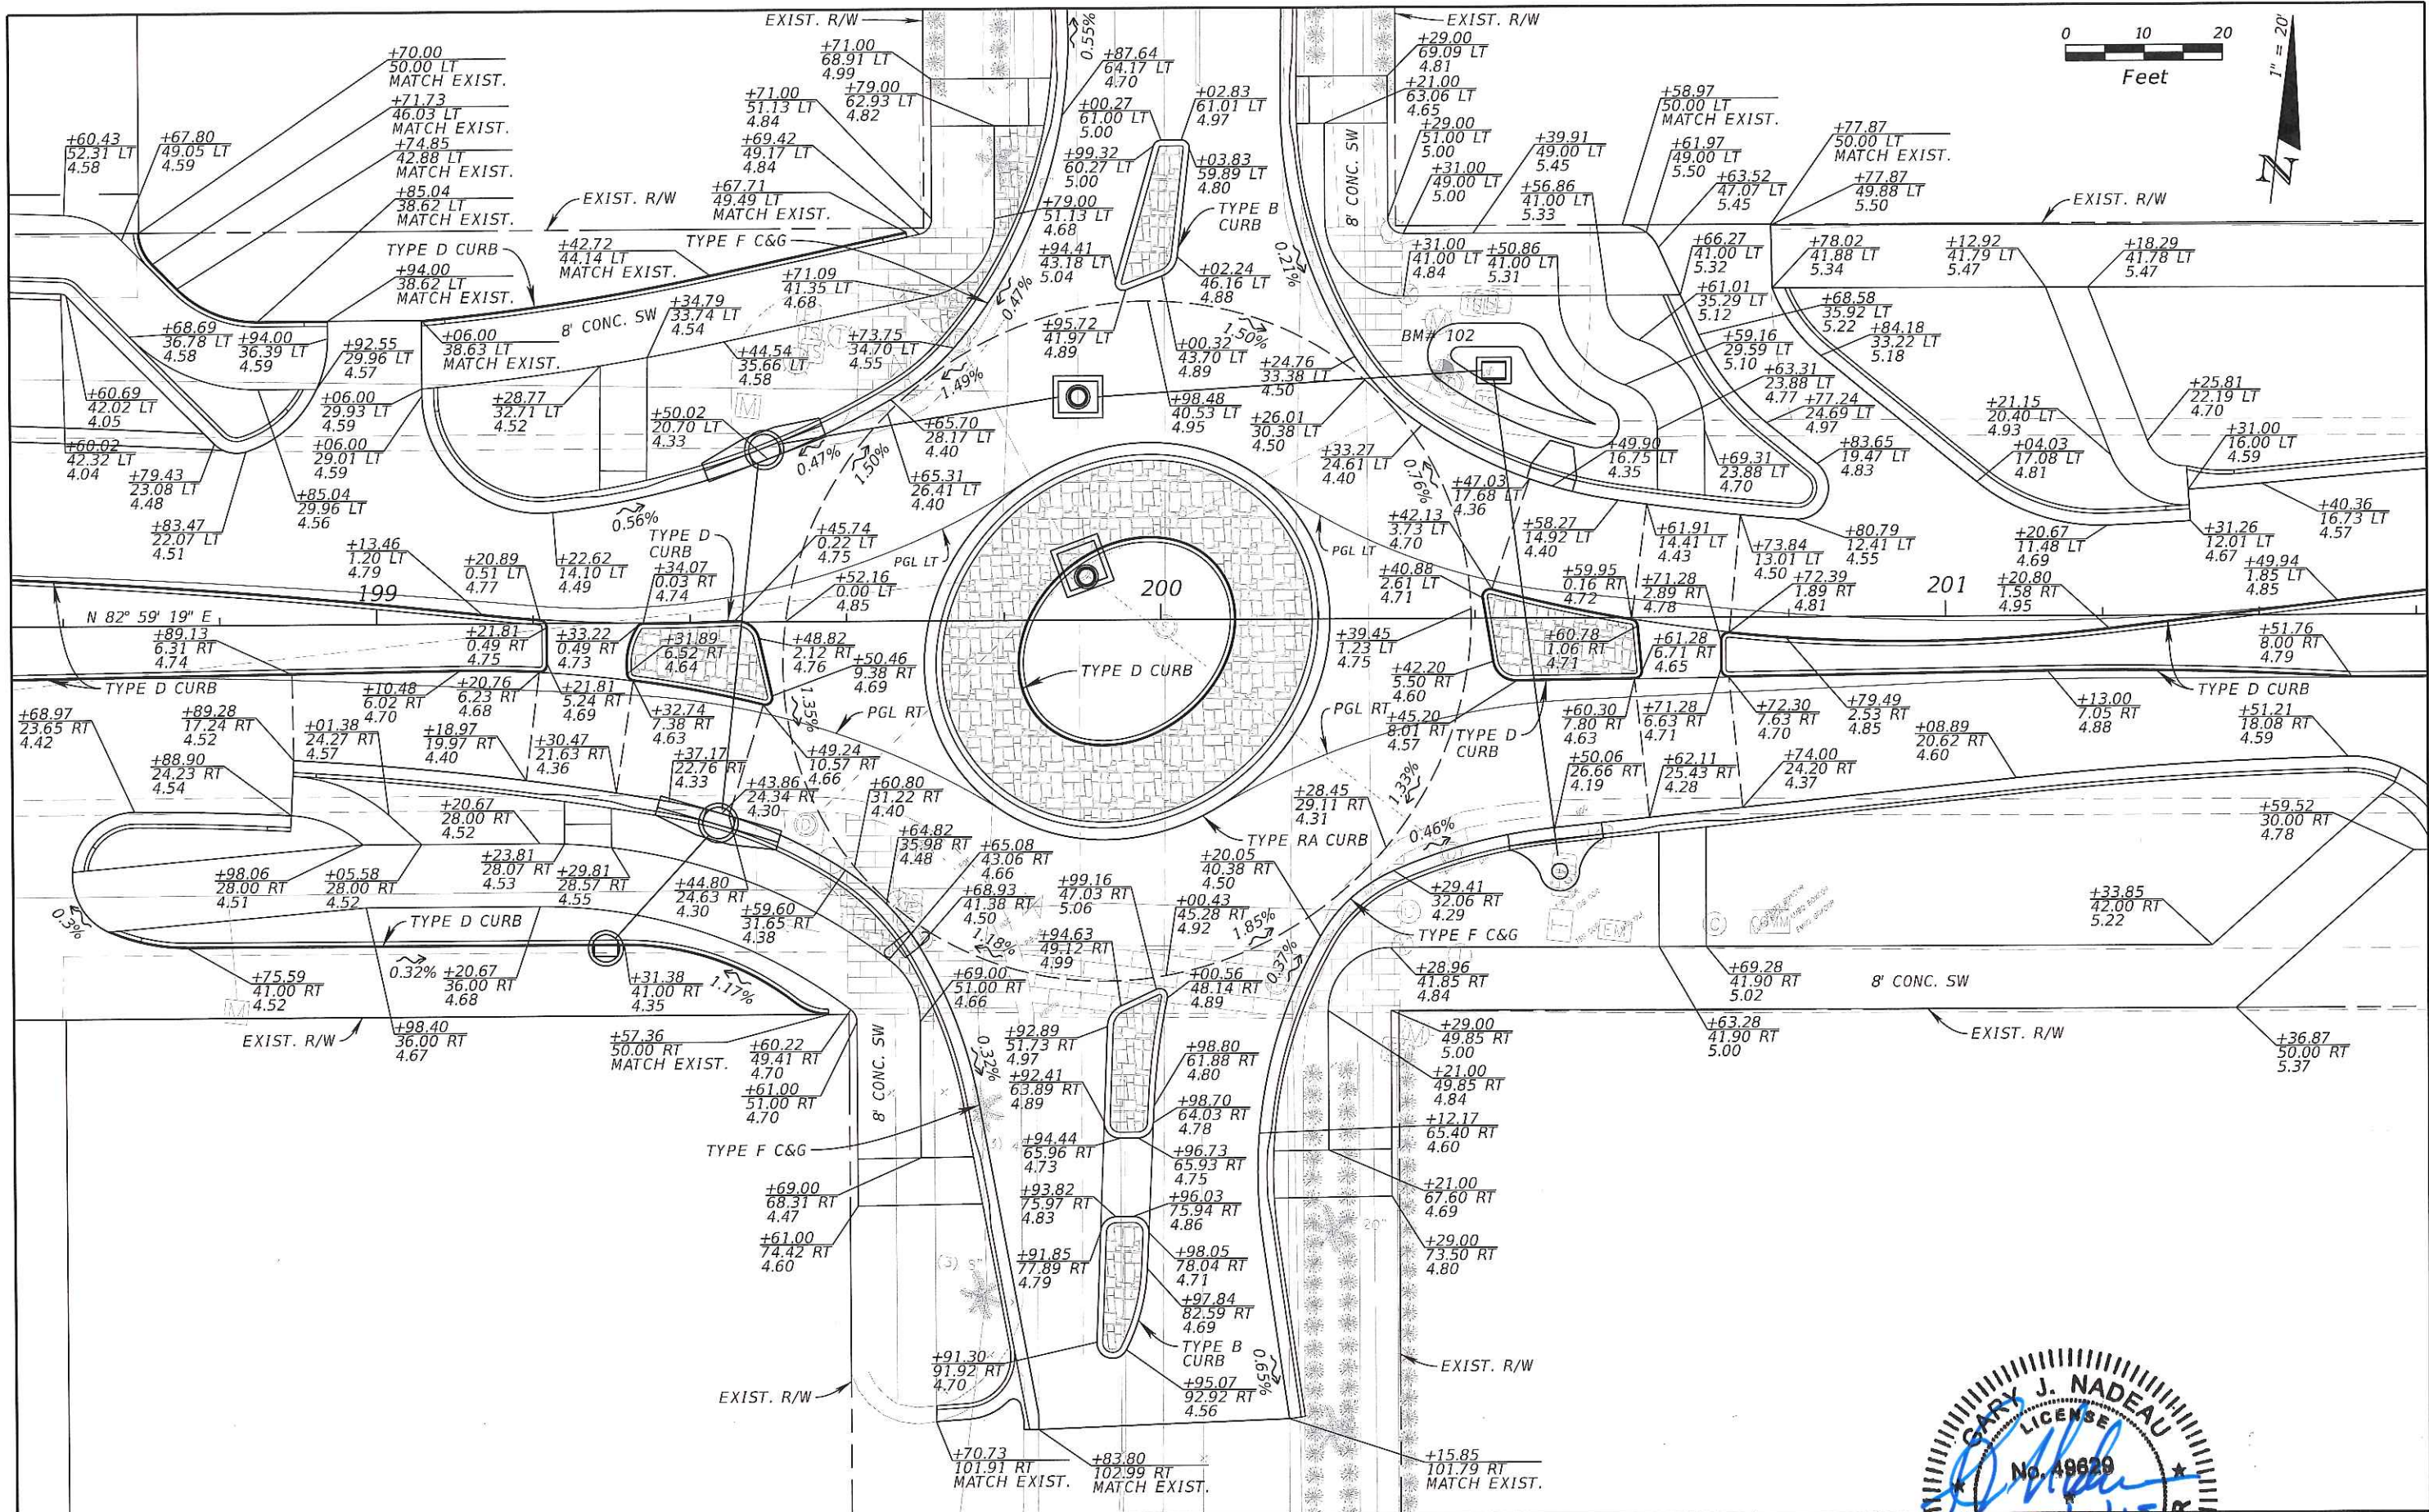 EXIST. R/W
EXIST. R/W
0 10 20
Feet
1" = 20'
N
+70.00
50.00 LT
MATCH EXIST.
+71.73
46.03 LT
MATCH EXIST.
+74.85
42.88 LT
MATCH EXIST.
+85.04
38.62 LT
MATCH EXIST.
+94.00
38.62 LT
MATCH EXIST.
+60.43
52.31 LT
4.58
+67.80
49.05 LT
4.59
EXIST. R/W
TYPE D CURB
+42.72
44.14 LT
MATCH EXIST.
TYPE F C&G
+71.00
68.91 LT
4.99
+79.00
62.93 LT
4.82
+71.00
51.13 LT
4.84
+69.42
49.17 LT
4.84
+67.71
49.49 LT
MATCH EXIST.
0.55%
+87.64
64.17 LT
4.70
+00.27
61.00 LT
5.00
+02.83
61.01 LT
4.97
+99.32
60.27 LT
5.00
+03.83
59.89 LT
4.80
+79.00
51.13 LT
4.68
TYPE B
CURB
+94.41
43.18 LT
5.04
+02.24
46.16 LT
4.88
+95.72
41.97 LT
4.89
+00.32
43.70 LT
4.89
+98.48
40.53 LT
4.95
0.21%
1.50%
0.47%
1.49%
+29.00
69.09 LT
4.81
+21.00
63.06 LT
4.65
+29.00
51.00 LT
5.00
+31.00
49.00 LT
5.00
8' CONC. SW
+39.91
49.00 LT
5.45
+56.86
41.00 LT
5.33
+58.97
50.00 LT
MATCH EXIST.
+61.97
49.00 LT
5.50
+63.52
47.07 LT
5.45
+77.87
50.00 LT
MATCH EXIST.
+77.87
49.88 LT
5.50
EXIST. R/W
+31.00
41.00 LT
4.84
+50.86
41.00 LT
5.31
+66.27
41.00 LT
5.32
+78.02
41.88 LT
5.34
+12.92
41.79 LT
5.47
+18.29
41.78 LT
5.47
+61.01
35.29 LT
5.12
+68.58
35.92 LT
5.22
+84.18
33.22 LT
5.18
+59.16
29.59 LT
5.10
BM# 102
+63.31
23.88 LT
4.77
+77.24
24.69 LT
4.97
+24.76
33.38 LT
4.50
+26.01
30.38 LT
4.50
+33.27
24.61 LT
4.40
+49.90
16.75 LT
4.35
+69.31
23.88 LT
4.70
+83.65
19.47 LT
4.83
+21.15
20.40 LT
4.93
+04.03
17.08 LT
4.81
+25.81
22.19 LT
4.70
+31.00
16.00 LT
4.59
+71.09
41.35 LT
4.68
8' CONC. SW
+34.79
33.74 LT
4.54
+44.54
35.66 LT
4.58
+73.75
34.70 LT
4.55
+06.00
38.63 LT
MATCH EXIST.
+68.69
36.78 LT
4.58
+94.00
36.39 LT
4.59
+92.55
29.96 LT
4.57
+60.69
42.02 LT
4.05
+60.02
42.32 LT
4.04
+06.00
29.93 LT
4.59
+06.00
29.01 LT
4.59
+28.77
32.71 LT
4.52
+50.02
20.70 LT
4.33
+65.70
28.17 LT
4.40
+65.31
26.41 LT
4.40
0.47%
1.50%
0.56%
+79.43
23.08 LT
4.48
+85.04
29.96 LT
4.56
+83.47
22.07 LT
4.51
+13.46
1.20 LT
4.79
+20.89
0.51 LT
4.77
+22.62
14.10 LT
4.49
TYPE D
CURB
+34.07
0.03 RT
4.74
+45.74
0.22 LT
4.75
+52.16
0.00 LT
4.85
PGL LT
PGL LT
0.76%
+47.03
17.68 LT
4.36
+42.13
3.73 LT
4.70
+40.88
2.61 LT
4.71
+58.27
14.92 LT
4.40
+61.91
14.41 LT
4.43
+73.84
13.01 LT
4.50
+80.79
12.41 LT
4.55
+20.67
11.48 LT
4.69
+31.26
12.01 LT
4.67
+40.36
16.73 LT
4.57
+49.94
1.85 LT
4.85
199
200
201
N 82° 59' 19" E
+59.95
0.16 RT
4.72
+71.28
2.89 RT
4.78
+72.39
1.89 RT
4.81
+20.80
1.58 RT
4.95
+89.13
6.31 RT
4.74
+21.81
0.49 RT
4.75
+33.22
0.49 RT
4.73
+31.89
6.52 RT
4.64
+48.82
2.12 RT
4.76
+50.46
9.38 RT
4.69
TYPE D CURB
+39.45
1.23 LT
4.75
+60.78
1.06 RT
4.71
+61.28
6.71 RT
4.65
+51.76
8.00 RT
4.79
TYPE D CURB
+10.48
6.02 RT
4.70
+20.76
6.23 RT
4.68
+21.81
5.24 RT
4.69
+32.74
7.38 RT
4.63
1.35%
PGL RT
PGL RT
+42.20
5.50 RT
4.60
+45.20
8.01 RT
4.57
TYPE D
CURB
+60.30
7.80 RT
4.63
+71.28
6.63 RT
4.71
+72.30
7.63 RT
4.70
+79.49
2.53 RT
4.85
+13.00
7.05 RT
4.88
TYPE D CURB
+68.97
23.65 RT
4.42
+89.28
17.24 RT
4.52
+01.38
24.27 RT
4.57
+18.97
19.97 RT
4.40
+30.47
21.63 RT
4.36
+37.17
22.76 RT
4.33
+49.24
10.57 RT
4.66
+88.90
24.23 RT
4.54
+43.86
24.34 RT
4.30
+60.80
31.22 RT
4.40
+20.67
28.00 RT
4.52
+64.82
35.98 RT
4.48
+65.08
43.06 RT
4.66
+28.45
29.11 RT
4.31
1.33%
0.46%
TYPE RA CURB
+50.06
26.66 RT
4.19
+62.11
25.43 RT
4.28
+74.00
24.20 RT
4.37
+08.89
20.62 RT
4.60
+51.21
18.08 RT
4.59
+59.52
30.00 RT
4.78
+98.06
28.00 RT
4.51
+05.58
28.00 RT
4.52
+23.81
28.07 RT
4.53
+29.81
28.57 RT
4.55
+44.80
24.63 RT
4.30
+59.60
31.65 RT
4.38
+68.93
41.38 RT
4.50
+99.16
47.03 RT
5.06
+00.43
45.28 RT
4.92
+20.05
40.38 RT
4.50
+29.41
32.06 RT
4.29
TYPE F C&G
+33.85
42.00 RT
5.22
0.3%
TYPE D CURB
0.32%
1.17%
1.18%
1.85%
0.37%
+94.63
49.12 RT
4.99
+00.56
48.14 RT
4.89
+75.59
41.00 RT
4.52
+20.67
36.00 RT
4.68
+31.38
41.00 RT
4.35
+69.00
51.00 RT
4.66
+28.96
41.85 RT
4.84
+69.28
41.90 RT
5.02
8' CONC. SW
EXIST. R/W
+98.40
36.00 RT
4.67
+57.36
50.00 RT
MATCH EXIST.
+60.22
49.41 RT
4.70
+61.00
51.00 RT
4.70
8' CONC. SW
0.32%
+92.89
51.73 RT
4.97
+92.41
63.89 RT
4.89
+98.80
61.88 RT
4.80
+98.70
64.03 RT
4.78
+29.00
49.85 RT
5.00
+21.00
49.85 RT
4.84
+63.28
41.90 RT
5.00
EXIST. R/W
+36.87
50.00 RT
5.37
TYPE F C&G
+94.44
65.96 RT
4.73
+96.73
65.93 RT
4.75
+12.17
65.40 RT
4.60
+69.00
68.31 RT
4.47
+93.82
75.97 RT
4.83
+96.03
75.94 RT
4.86
+21.00
67.60 RT
4.69
20"
+61.00
74.42 RT
4.60
(3) 9"
+91.85
77.89 RT
4.79
+98.05
78.04 RT
4.71
+29.00
73.50 RT
4.80
+97.84
82.59 RT
4.69
TYPE B
CURB
+91.30
91.92 RT
4.70
0.65%
+95.07
92.92 RT
4.56
EXIST. R/W
EXIST. R/W
+70.73
101.91 RT
MATCH EXIST.
+83.80
102.99 RT
MATCH EXIST.
+15.85
101.79 RT
MATCH EXIST.
GARY J. NADEAU
LICENSE
No. 49629